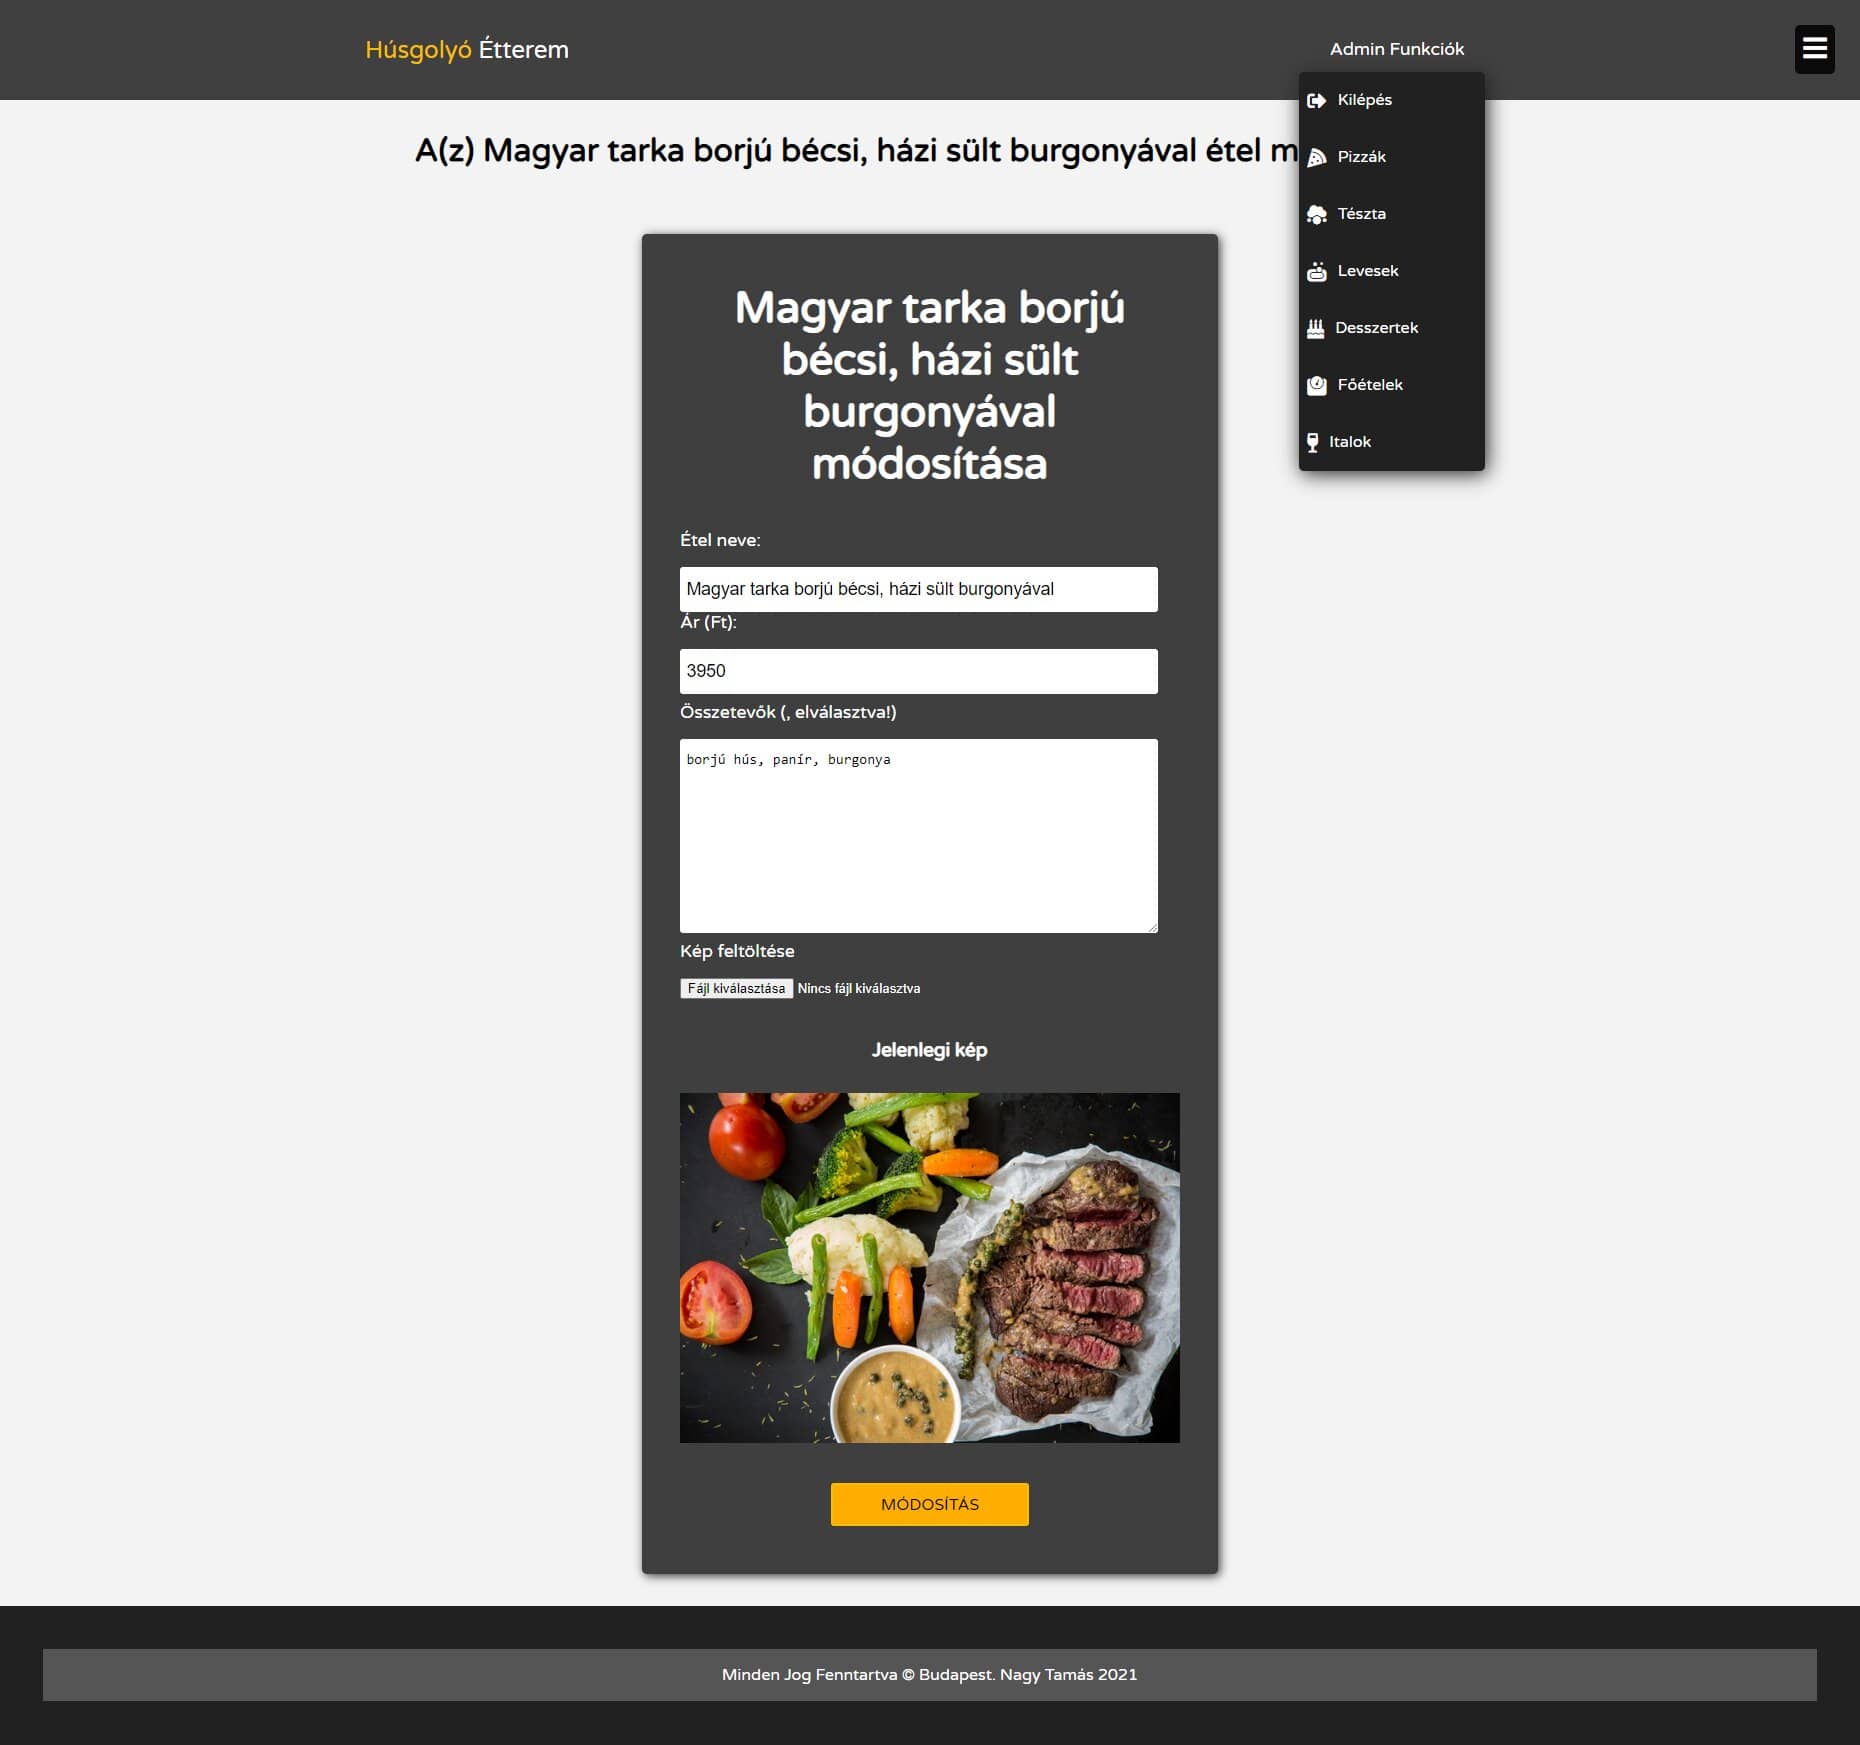 Húsgolyó Étterem
Admin Funkciók
Kilépés
Pizzák
Tészta
Levesek
Desszertek
Főételek
Italok
A(z) Magyar tarka borjú bécsi, házi sült burgonyával étel m
Magyar tarka borjú
bécsi, házi sült
burgonyával
módosítása
Étel neve:
Magyar tarka borjú bécsi, házi sült burgonyával
Ár (Ft):
3950
Összetevők (, elválasztva!)
borjú hús, panír, burgonya
Kép feltöltése
Fájl kiválasztása Nincs fájl kiválasztva
Jelenlegi kép
MÓDOSÍTÁS
Minden Jog Fenntartva © Budapest. Nagy Tamás 2021